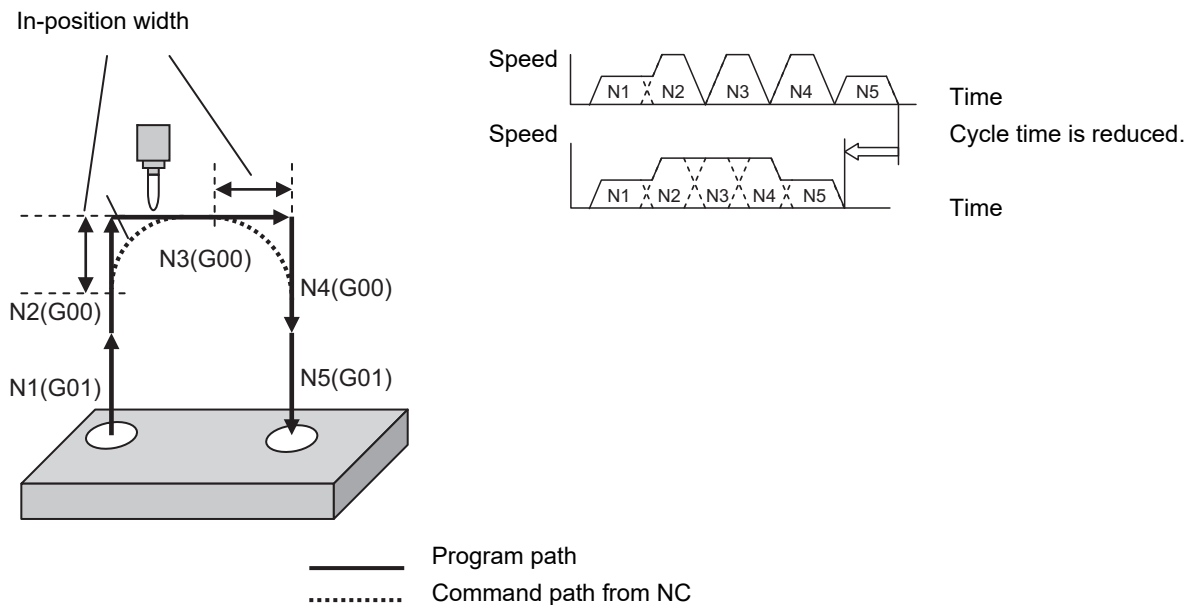 In-position width
Speed
N1 N2 N3 N4 N5
Time
Cycle time is reduced.
Speed
N1 N2 N3 N4 N5
Time
N3(G00)
N2(G00)
N4(G00)
N1(G01)
N5(G01)
Program path
Command path from NC